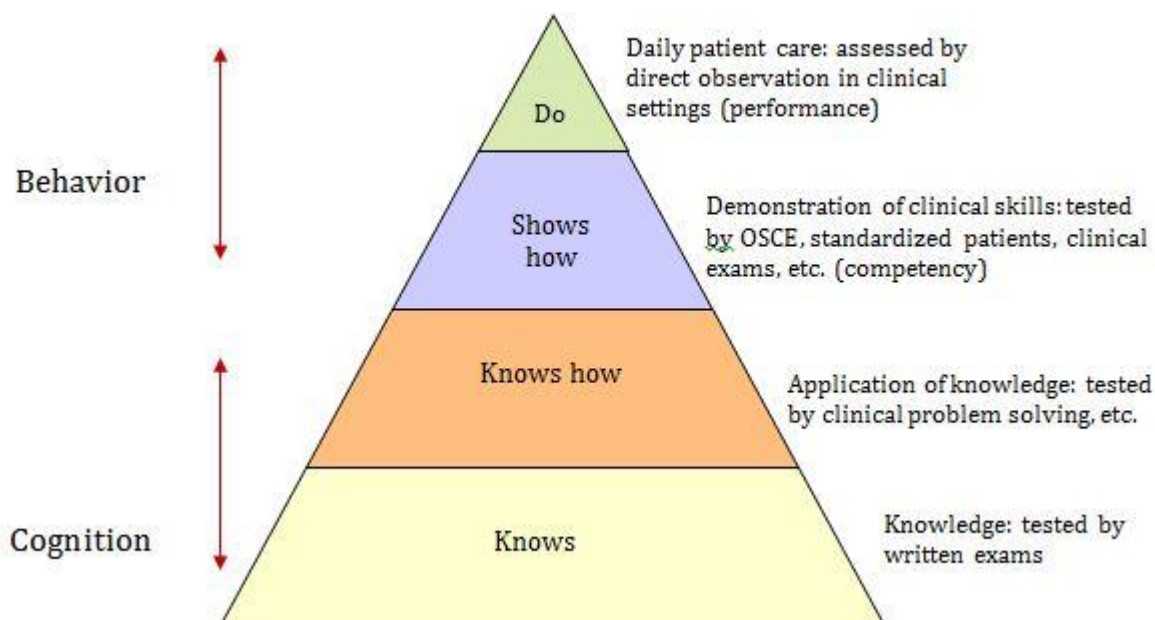 Daily patient care: assessed by
direct observation in clinical
settings (performance)
Do
Behavior
Shows
how
Demonstration of clinical skills: tested
by OSCE, standardized patients, clinical
exams, etc. (competency)
Knows how
Application of knowledge: tested
by clinical problem solving, etc.
Cognition
Knows
Knowledge: tested by
written exams